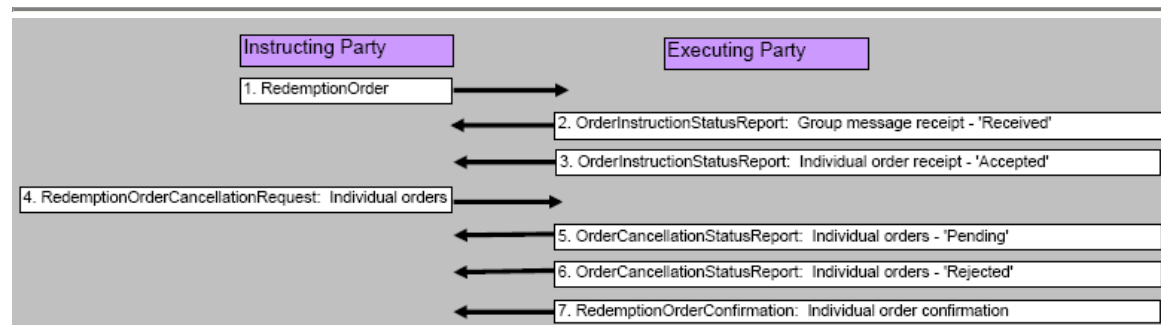 Instructing Party
Executing Party
1. RedemptionOrder
2. OrderInstructionStatusReport:  Group message receipt - 'Received'
3. OrderInstructionStatusReport:  Individual order receipt - 'Accepted'
4. RedemptionOrderCancellationRequest:  Individual orders
5. OrderCancellationStatusReport:  Individual orders - 'Pending'
6. OrderCancellationStatusReport:  Individual orders - 'Rejected'
7. RedemptionOrderConfirmation:  Individual order confirmation